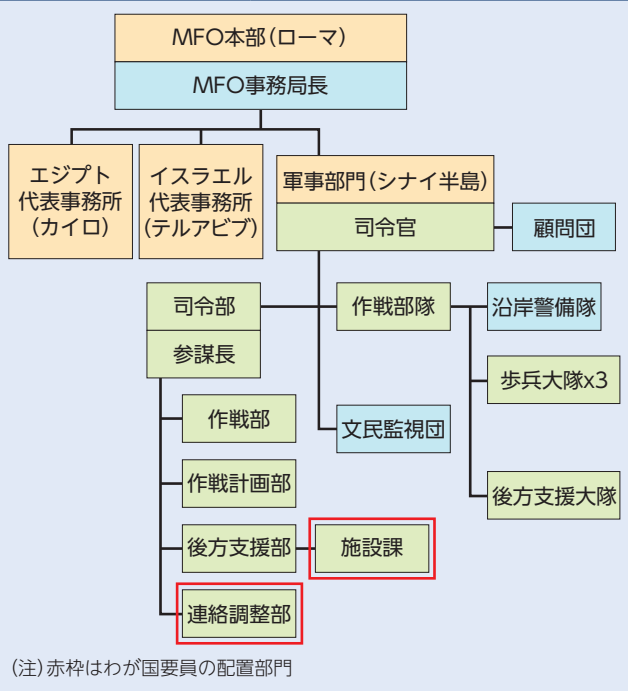 MFO本部（ローマ）
MFO事務局長
エジプト
代表事務所
（カイロ）
イスラエル
代表事務所
（テルアビブ）
軍事部門（シナイ半島）
司令官
顧問団
司令部
参謀長
作戦部隊
沿岸警備隊
歩兵大隊x3
後方支援大隊
文民監視団
作戦部
作戦計画部
後方支援部
施設課
連絡調整部
（注）赤枠はわが国要員の配置部門